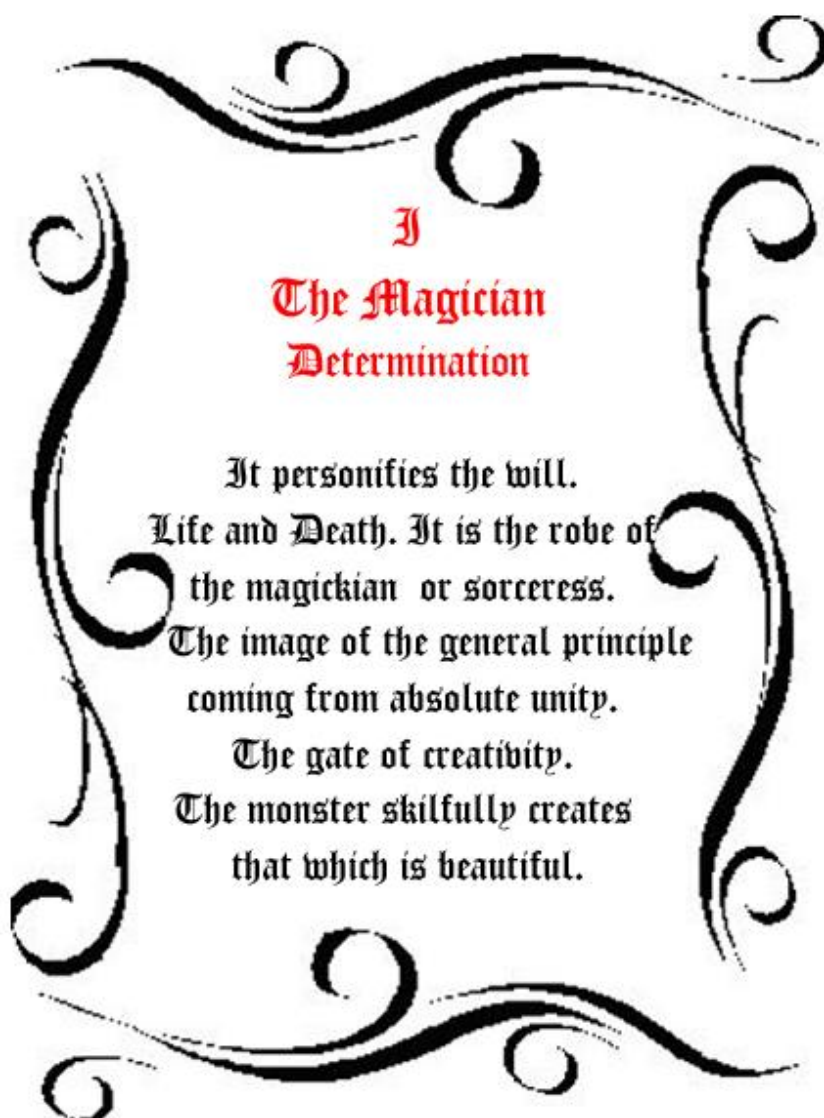 I
The Magician
Determination
It personifies the will.
Life and Death. It is the robe of
the magickian or sorceress.
The image of the general principle
coming from absolute unity.
The gate of creativity.
The monster skilfully creates
that which is beautiful.